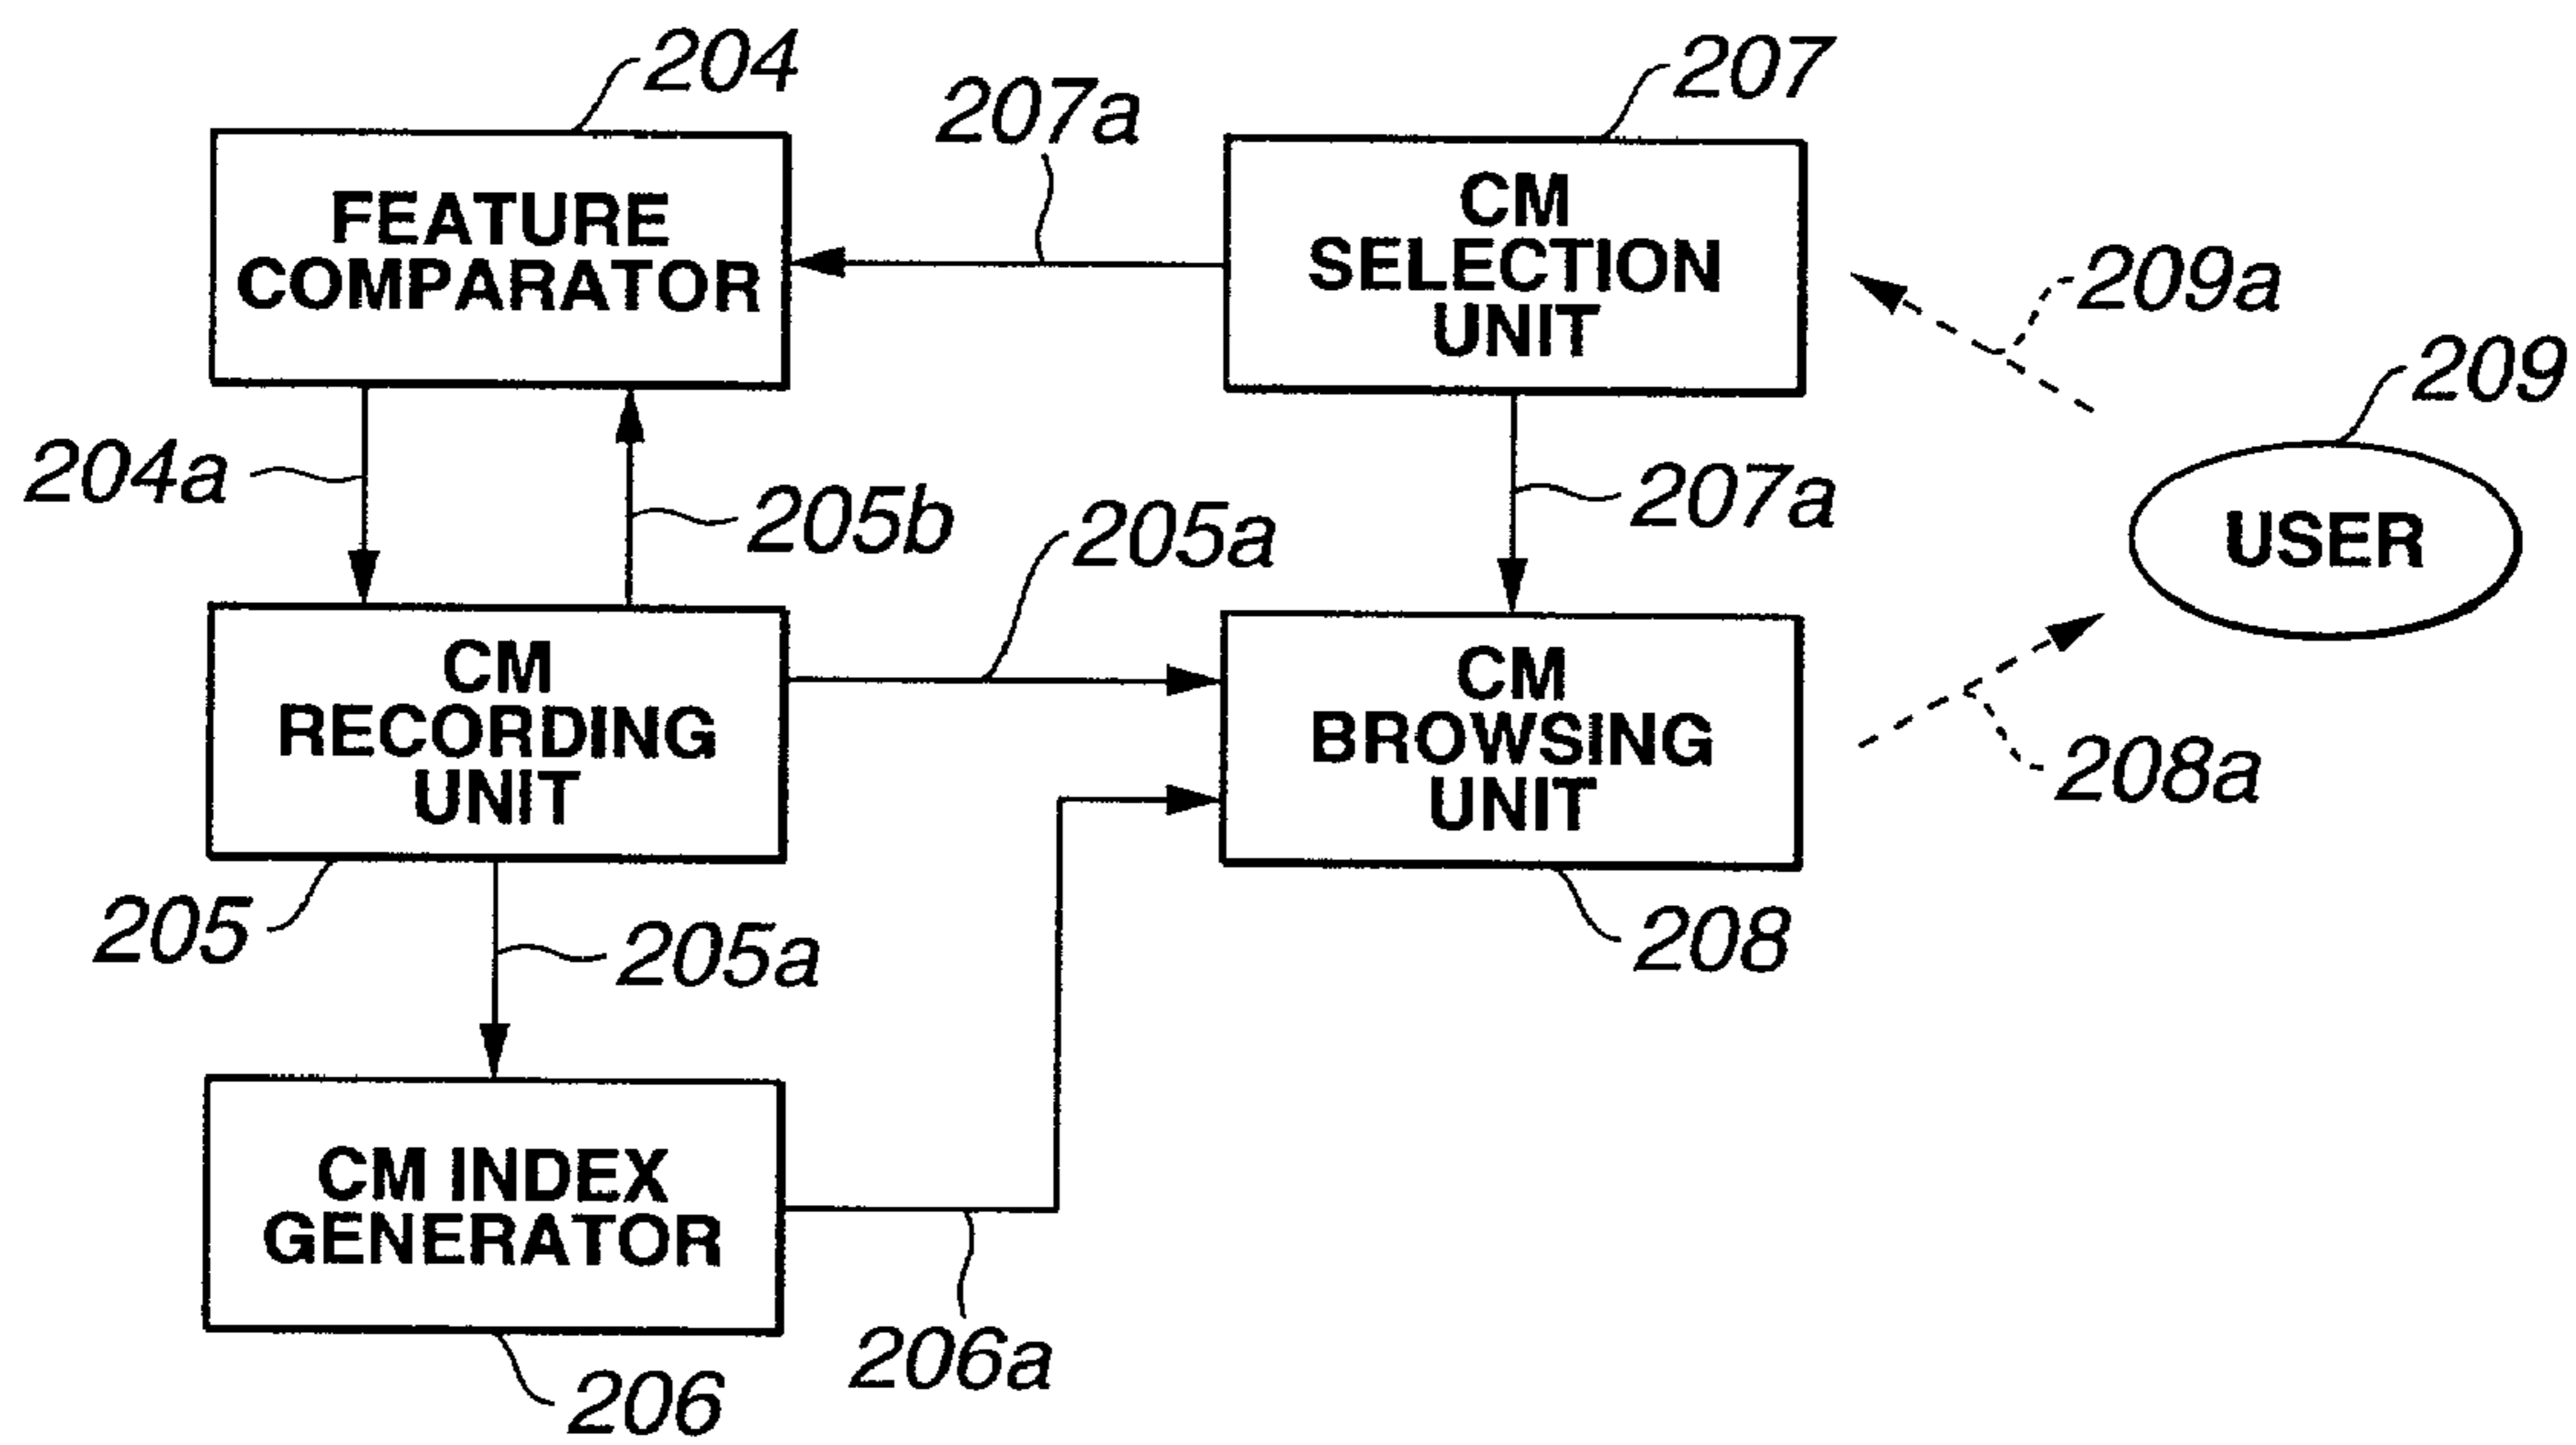 204
207a
207
FEATURE
COMPARATOR
CM
SELECTION
UNIT
209a
209
204a
205b
205a
207a
USER
CM
RECORDING
UNIT
CM
BROWSING
UNIT
208a
205
205a
208
CM INDEX
GENERATOR
206a
206